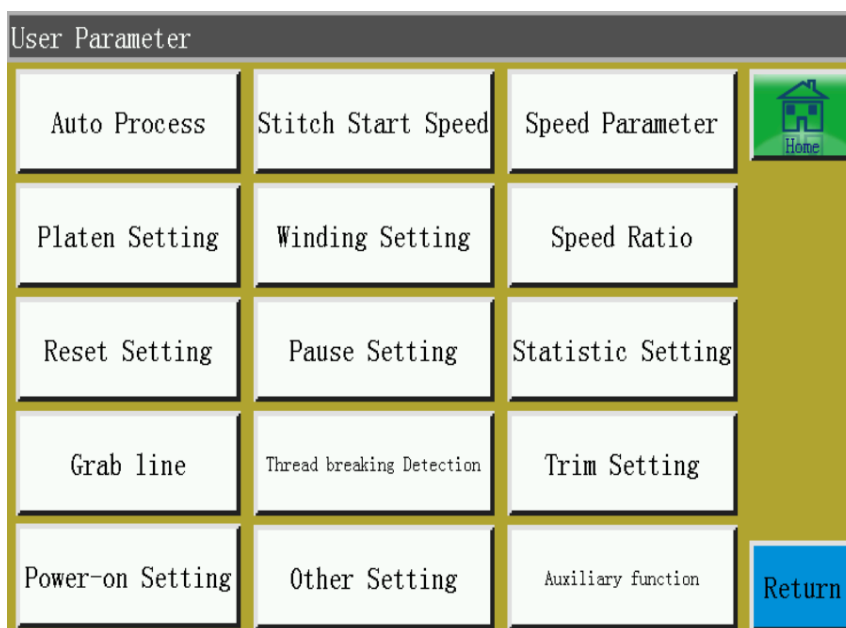 User Parameter
Auto Process
Stitch Start Speed
Speed Parameter
Home
Platen Setting
Winding Setting
Speed Ratio
Reset Setting
Pause Setting
Statistic Setting
Grab line
Thread breaking Detection
Trim Setting
Power-on Setting
Other Setting
Auxiliary function
Return